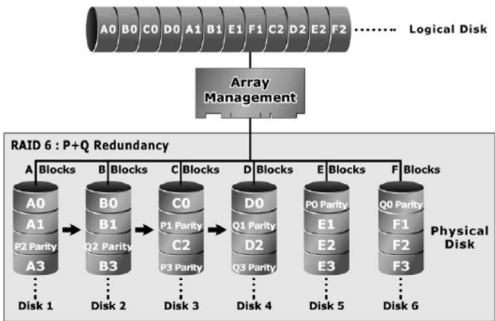 A0 B0 C0 D0 A1 B1 E1 F1 C2 D2 E2 F2 Logical Disk
Array
Management
RAID 6 : P+Q Redundancy
A Blocks B Blocks C Blocks D Blocks E Blocks F Blocks
A0 B0 C0 D0 P0 Parity Q0 Parity
A1 B1 P1 Parity Q1 Parity E1 F1
P2 Parity Q2 Parity C2 D2 E2 F2
A3 B3 P3 Parity Q3 Parity E3 F3
Physical
Disk
Disk 1 Disk 2 Disk 3 Disk 4 Disk 5 Disk 6